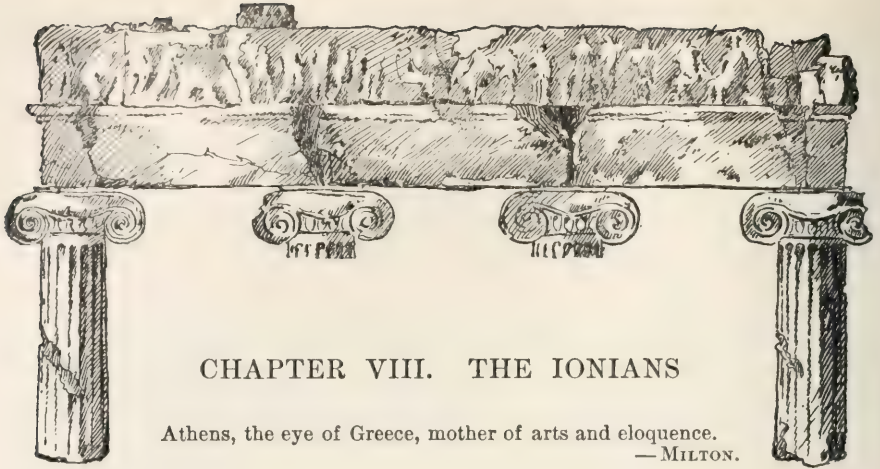 CHAPTER VIII. THE IONIANS
Athens, the eye of Greece, mother of arts and eloquence.
— MILTON.